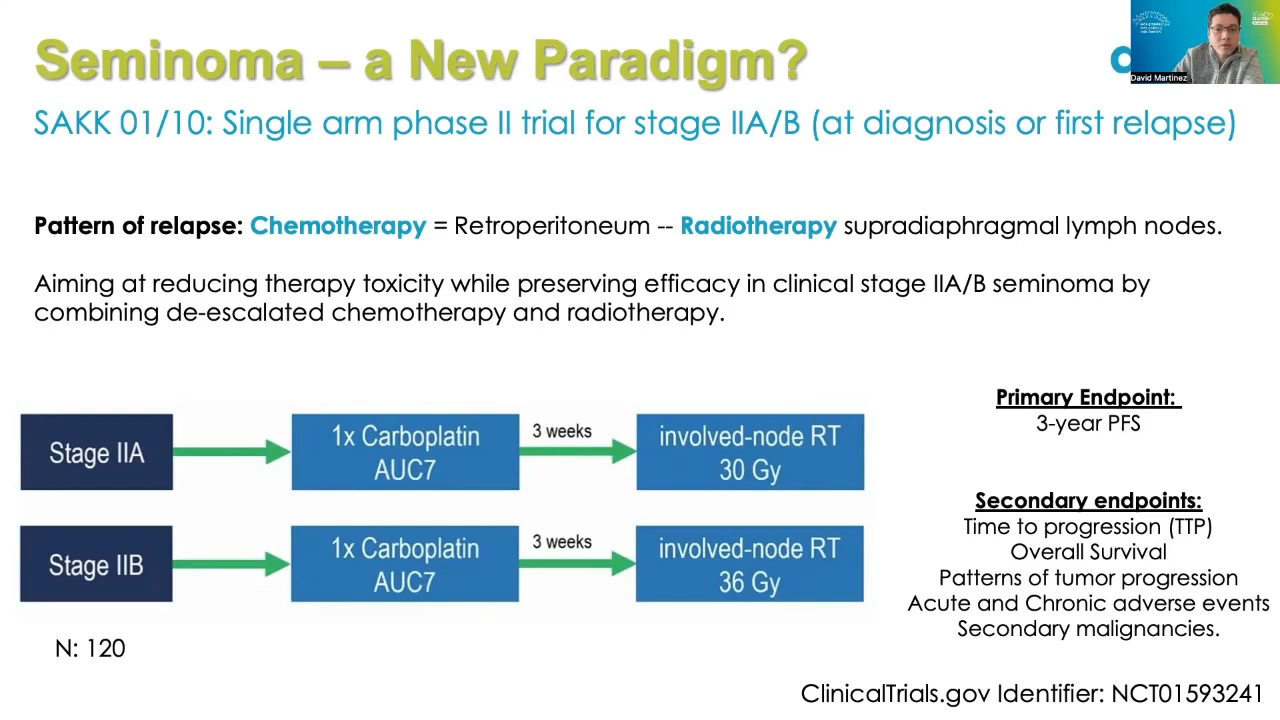 Seminoma – a New Paradigm?
David Martinez
SAKK 01/10: Single arm phase II trial for stage IIA/B (at diagnosis or first relapse)
Pattern of relapse: Chemotherapy = Retroperitoneum -- Radiotherapy supradiaphragmal lymph nodes.
Aiming at reducing therapy toxicity while preserving efficacy in clinical stage IIA/B seminoma by
combining de-escalated chemotherapy and radiotherapy.
Stage IIA
1x Carboplatin
AUC7
3 weeks
involved-node RT
30 Gy
Stage IIB
1x Carboplatin
AUC7
3 weeks
involved-node RT
36 Gy
N: 120
Primary Endpoint:
3-year PFS
Secondary endpoints:
Time to progression (TTP)
Overall Survival
Patterns of tumor progression
Acute and Chronic adverse events
Secondary malignancies.
ClinicalTrials.gov Identifier: NCT01593241